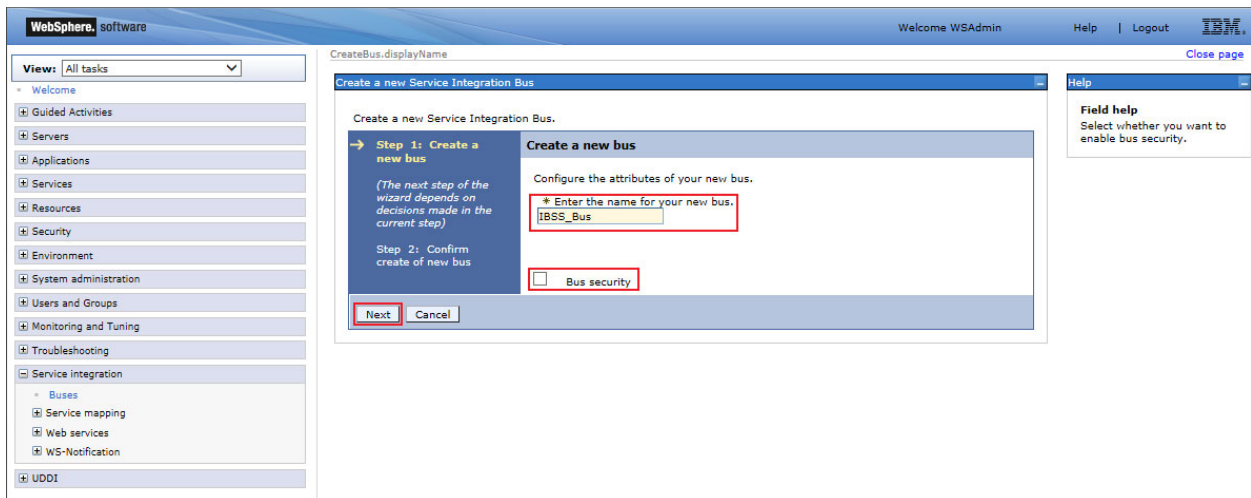 WebSphere. software
Welcome WSAdmin
Help | Logout
IBM.
View: All tasks
Welcome
Guided Activities
Servers
Applications
Services
Resources
Security
Environment
System administration
Users and Groups
Monitoring and Tuning
Troubleshooting
Service integration
Buses
Service mapping
Web services
WS-Notification
UDDI
CreateBus.displayName
Close page
Create a new Service Integration Bus
Create a new Service Integration Bus.
Step 1: Create a
new bus
(The next step of the
wizard depends on
decisions made in the
current step)
Step 2: Confirm
create of new bus
Create a new bus
Configure the attributes of your new bus.
* Enter the name for your new bus.
IBSS_Bus
Bus security
Next
Cancel
Help
Field help
Select whether you want to
enable bus security.